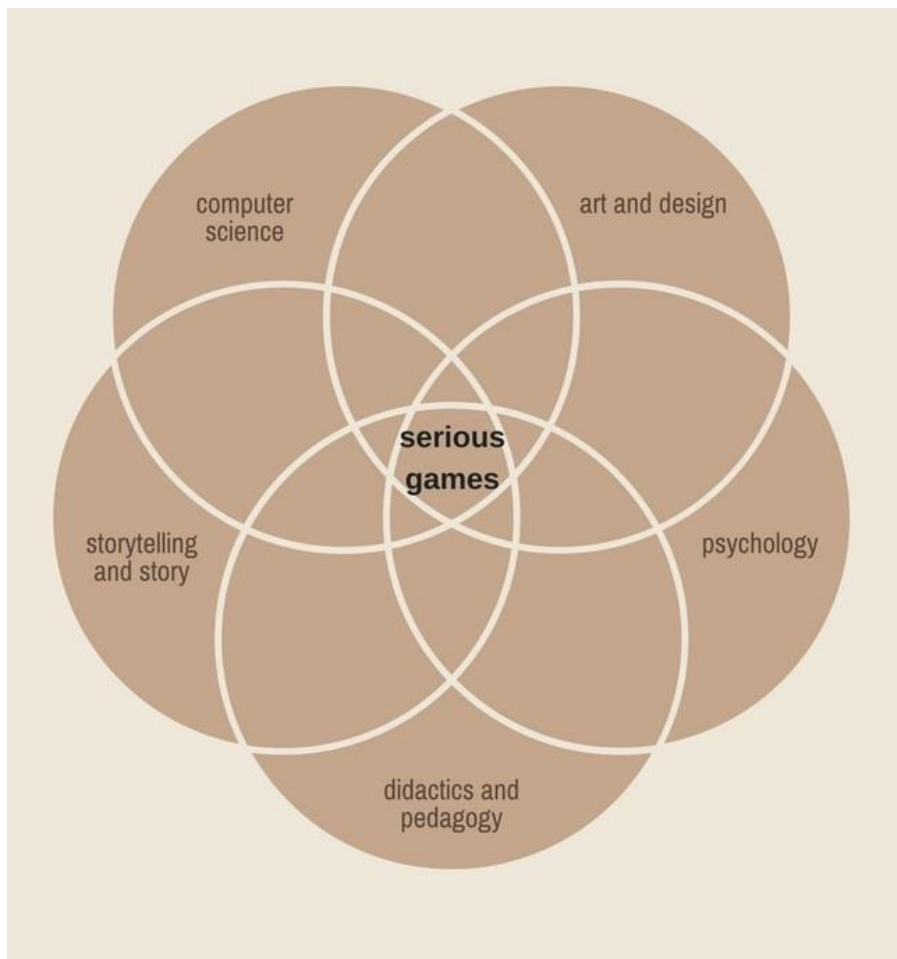 computer
science
art and design
serious
games
storytelling
and story
psychology
didactics and
pedagogy